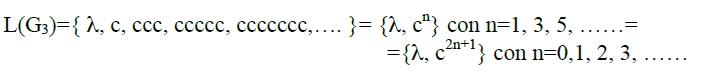 L(G₃)={ λ, c, ccc, ccccc, ccccccc,…. }= {λ, cⁿ} con n=1, 3, 5, ……=
={λ, c²ⁿ⁺¹} con n=0,1, 2, 3, ……